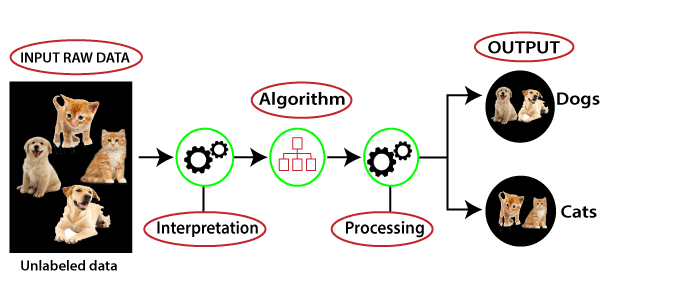 INPUT RAW DATA
Unlabeled data
Interpretation
Algorithm
Processing
OUTPUT
Dogs
Cats